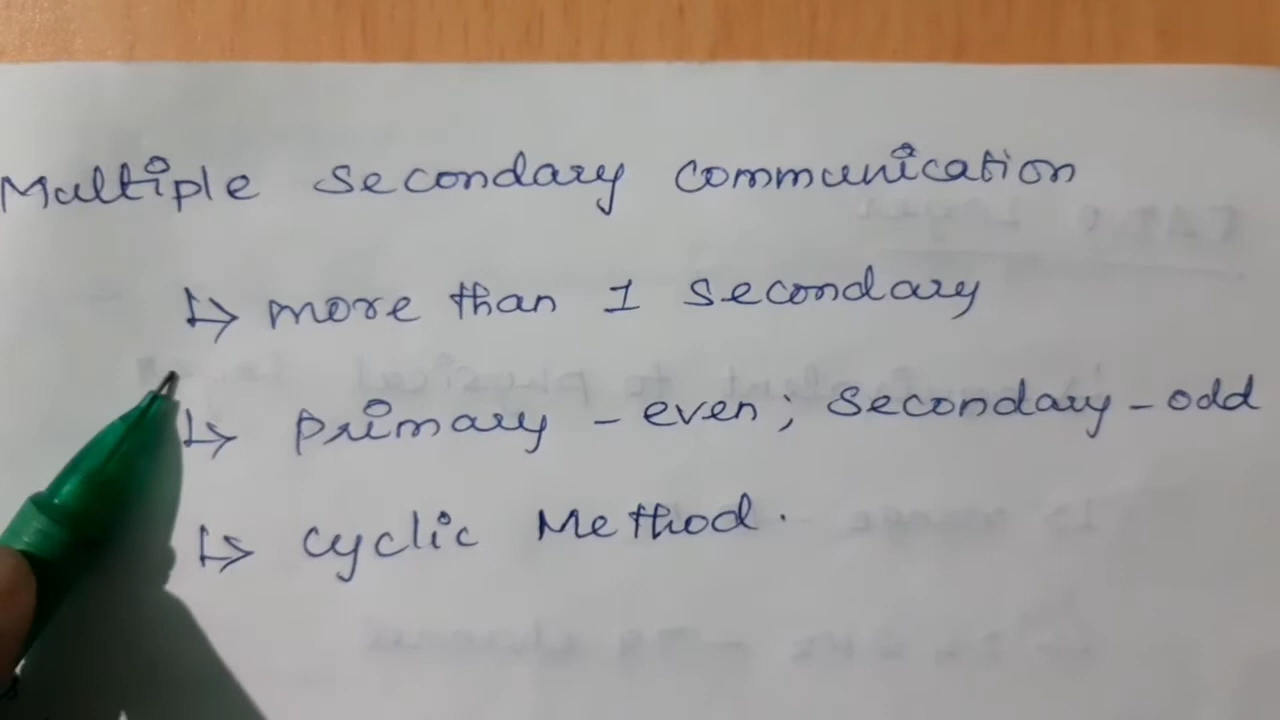 Multiple secondary communication
↳ more than 1 secondary
↳ primary - even; secondary - odd
↳ cyclic Method.